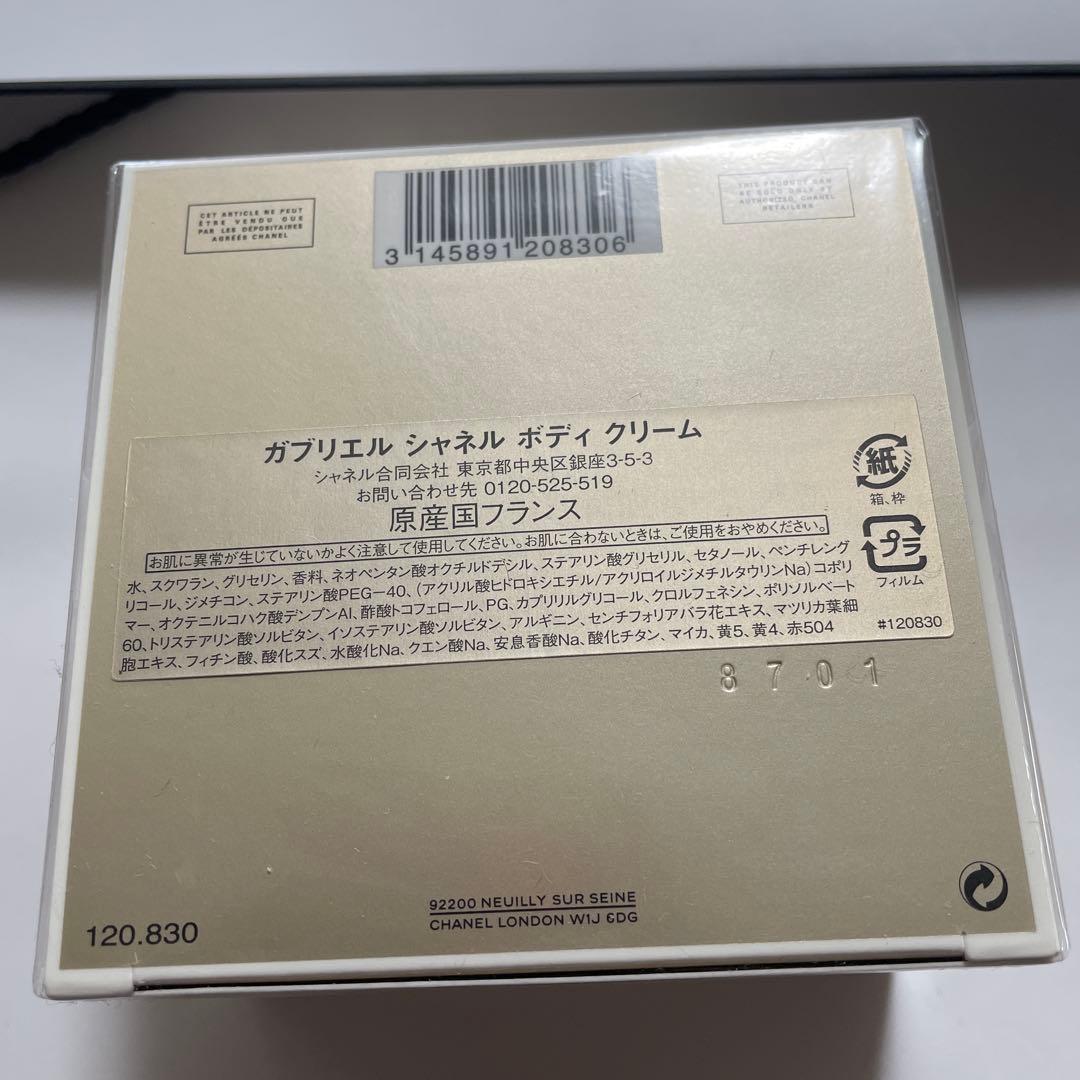 CET ARTICLE NE PEUT
ÊTRE VENDU QUE
PAR LES DÉPOSITAIRES
AGRÉÉS CHANEL
3 145891 208306
THIS PRODUCT CAN
BE SOLD ONLY BY
AUTHORIZED CHANEL
RETAILERS
ガブリエル シャネル ボディ クリーム
シャネル合同会社 東京都中央区銀座3-5-3
お問い合わせ先 0120-525-519
原産国フランス
お肌に異常が生じていないかよく注意して使用してください。お肌に合わないときは、ご使用をおやめください。
水、スクワラン、グリセリン、香料、ネオペンタン酸オクチルドデシル、ステアリン酸グリセリル、セタノール、ペンチレング
リコール、ジメチコン、ステアリン酸PEG-40、(アクリル酸ヒドロキシエチル/アクリロイルジメチルタウリンNa)コポリ
マー、オクテニルコハク酸デンプンAl、酢酸トコフェロール、PG、カプリリルグリコール、クロルフェネシン、ポリソルベート
60、トリステアリン酸ソルビタン、イソステアリン酸ソルビタン、アルギニン、センチフォリアバラ花エキス、マツリカ葉細
胞エキス、フィチン酸、酸化スズ、水酸化Na、クエン酸Na、安息香酸Na、酸化チタン、マイカ、黄5、黄4、赤504
紙
箱、枠
プラ
フィルム
#120830
8701
92200 NEUILLY SUR SEINE
CHANEL LONDON W1J 6DG
120.830